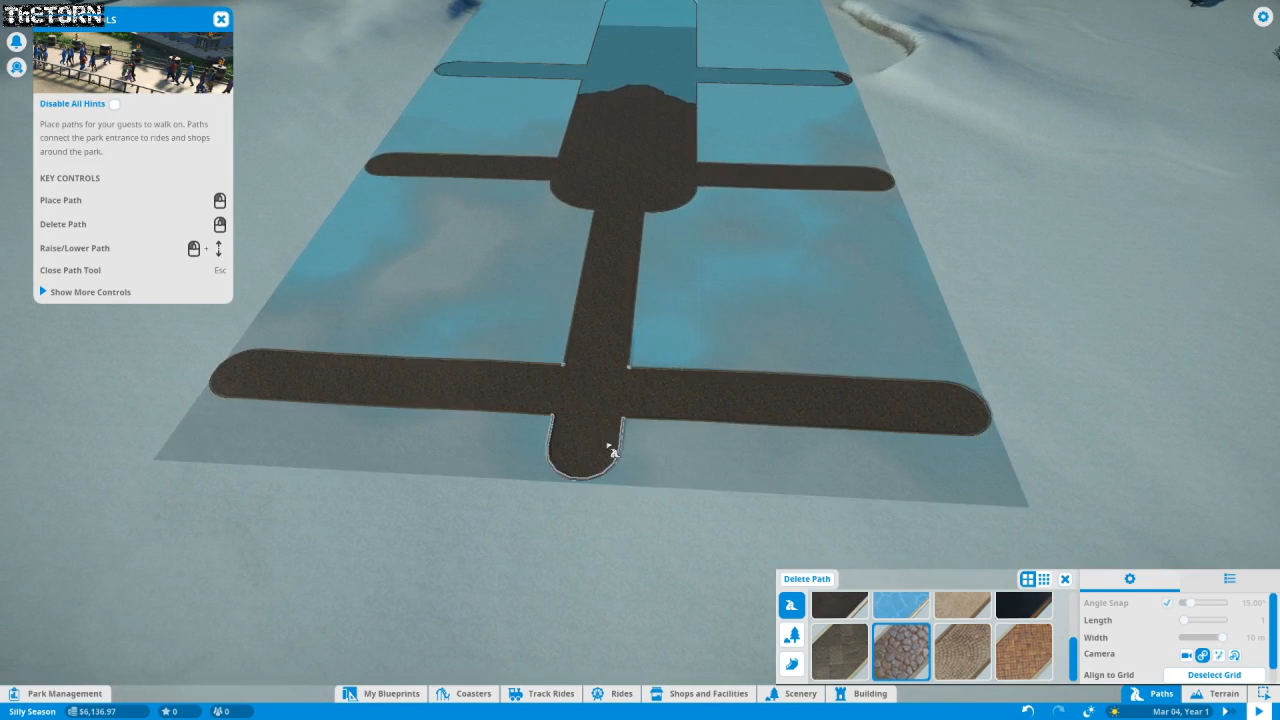 THETORN
LS
Disable All Hints
Place paths for your guests to walk on. Paths
connect the park entrance to rides and shops
around the park.
KEY CONTROLS
Place Path
Delete Path
Raise/Lower Path +
Close Path Tool Esc
Show More Controls
Delete Path
Angle Snap 15.00°
Length 1
Width 10 m
Camera
Align to Grid Deselect Grid
Park Management My Blueprints Coasters Track Rides Rides Shops and Facilities Scenery Building Paths Terrain
Silly Season $6,136.97 0 0 Mar 04, Year 1